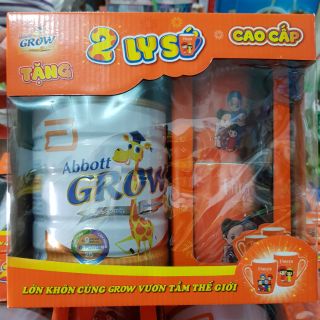 GROW
TẶNG
2 LY SỨ
CAO CẤP
Abbott
GROW
LỚN KHÔN CÙNG GROW VƯƠN TẦM THẾ GIỚI